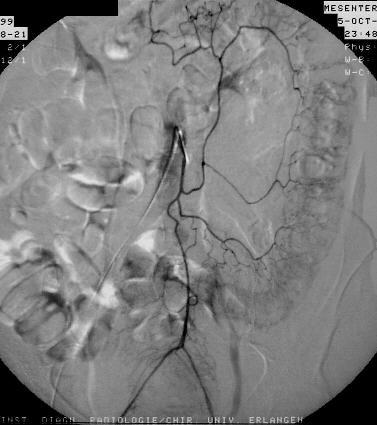 MESENTER
99
5-OCT-
8-21
23:48
2/1
Phys:
12/1
W-B:
W-C:
INST DIAGN RADIOLOGIE/CHIR UNIV ERLANGEN